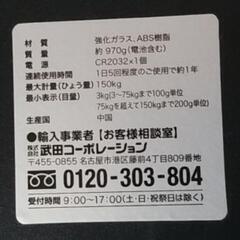 材質 強化ガラス、ABS樹脂
質量 約970g(電池含む)
電源 CR2032×1個
連続使用時間 1日5回程度のご使用で約1年
最大計量(ひょう量) 150kg
最小表示(目量) 3kg(3〜75kgまで100g単位)
75kgを超えて150kgまで200g単位)
生産国 中国
●輸入事業者【お客様相談室】
株式会社 武田コーポレーション
〒455-0855 名古屋市港区藤前4丁目809番地
0120-303-804
受付時間 9:00〜17:00(土・日・祝祭日は除く)